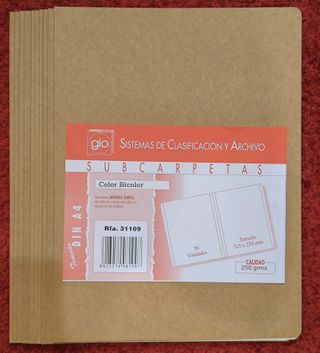 gio
SISTEMAS DE CLASIFICACION Y ARCHIVO
SUBCARPETAS
Color Bicolor
Rfa. 31109
Tamaño
DIN A4
50
Unidades
Tamaño
315 x 235 mm.
CALIDAD
250 grms.